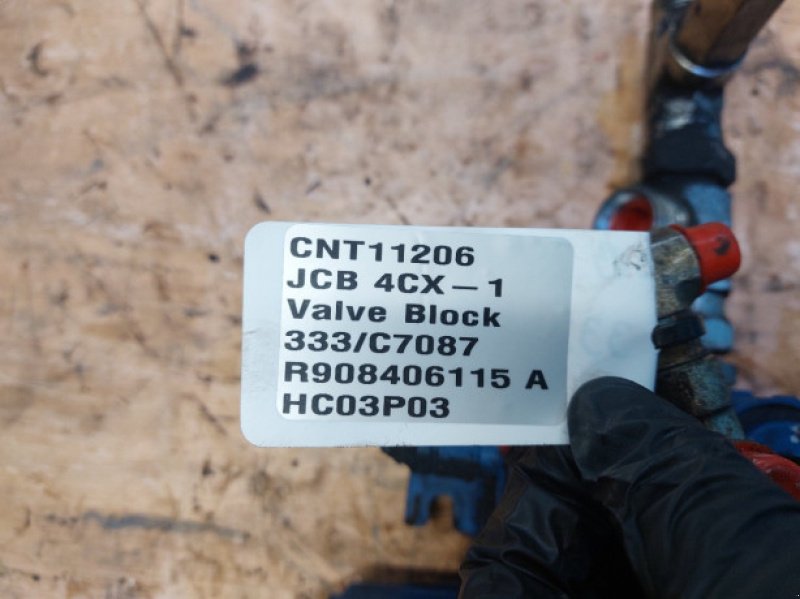 CNT11206
JCB 4CX-1
Valve Block
333/C7087
R908406115 A
HC03P03